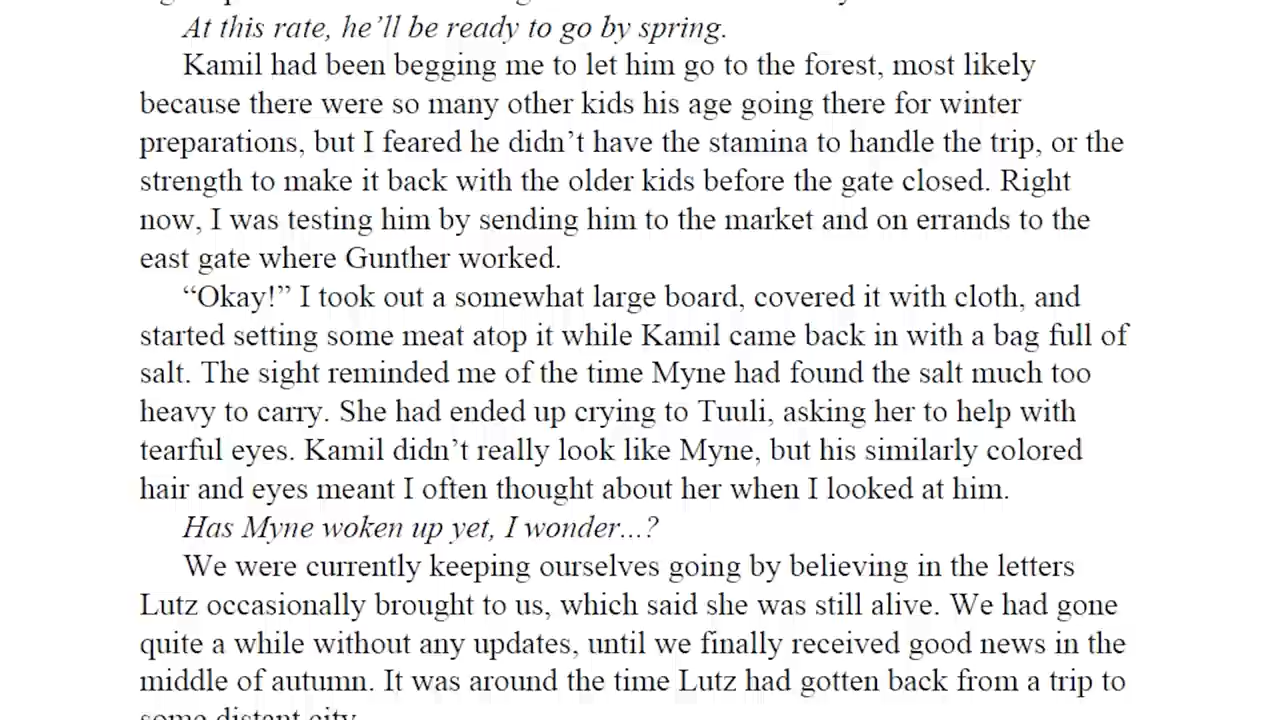 At this rate, he’ll be ready to go by spring.
Kamil had been begging me to let him go to the forest, most likely
because there were so many other kids his age going there for winter
preparations, but I feared he didn’t have the stamina to handle the trip, or the
strength to make it back with the older kids before the gate closed. Right
now, I was testing him by sending him to the market and on errands to the
east gate where Gunther worked.
“Okay!” I took out a somewhat large board, covered it with cloth, and
started setting some meat atop it while Kamil came back in with a bag full of
salt. The sight reminded me of the time Myne had found the salt much too
heavy to carry. She had ended up crying to Tuuli, asking her to help with
tearful eyes. Kamil didn’t really look like Myne, but his similarly colored
hair and eyes meant I often thought about her when I looked at him.
Has Myne woken up yet, I wonder...?
We were currently keeping ourselves going by believing in the letters
Lutz occasionally brought to us, which said she was still alive. We had gone
quite a while without any updates, until we finally received good news in the
middle of autumn. It was around the time Lutz had gotten back from a trip to
some distant city.